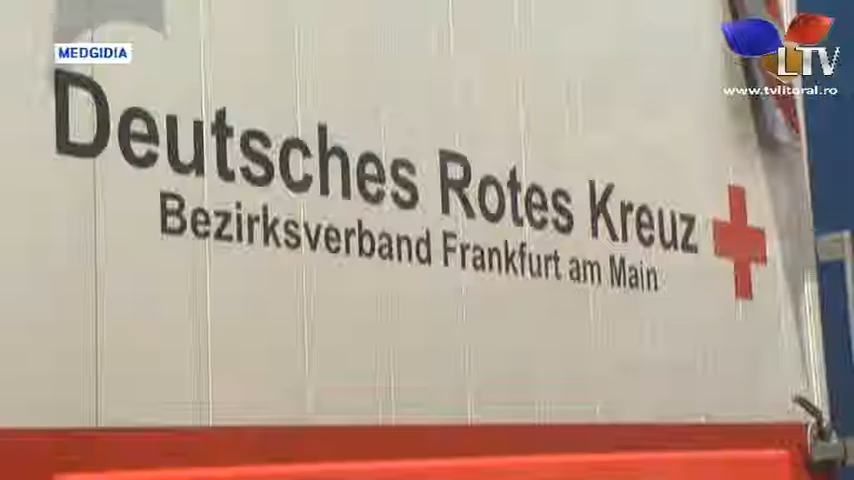 MEDGIDIA
LTV
www.tvlitoral.ro
Deutsches Rotes Kreuz
Bezirksverband Frankfurt am Main